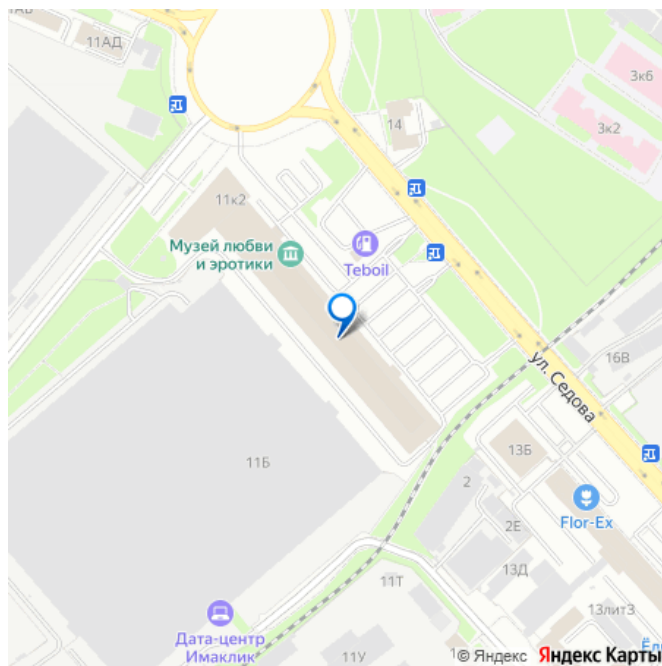 11АД
3к6
3к2
14
11к2
Музей любви
и эротики
Teboil
16В
ул. Седова
13Б
11Б
2
Flor-Ex
2Е
13Д
11Т
13литЗ
Дата-центр
Имаклик
11У
© Яндекс Яндекс Карты